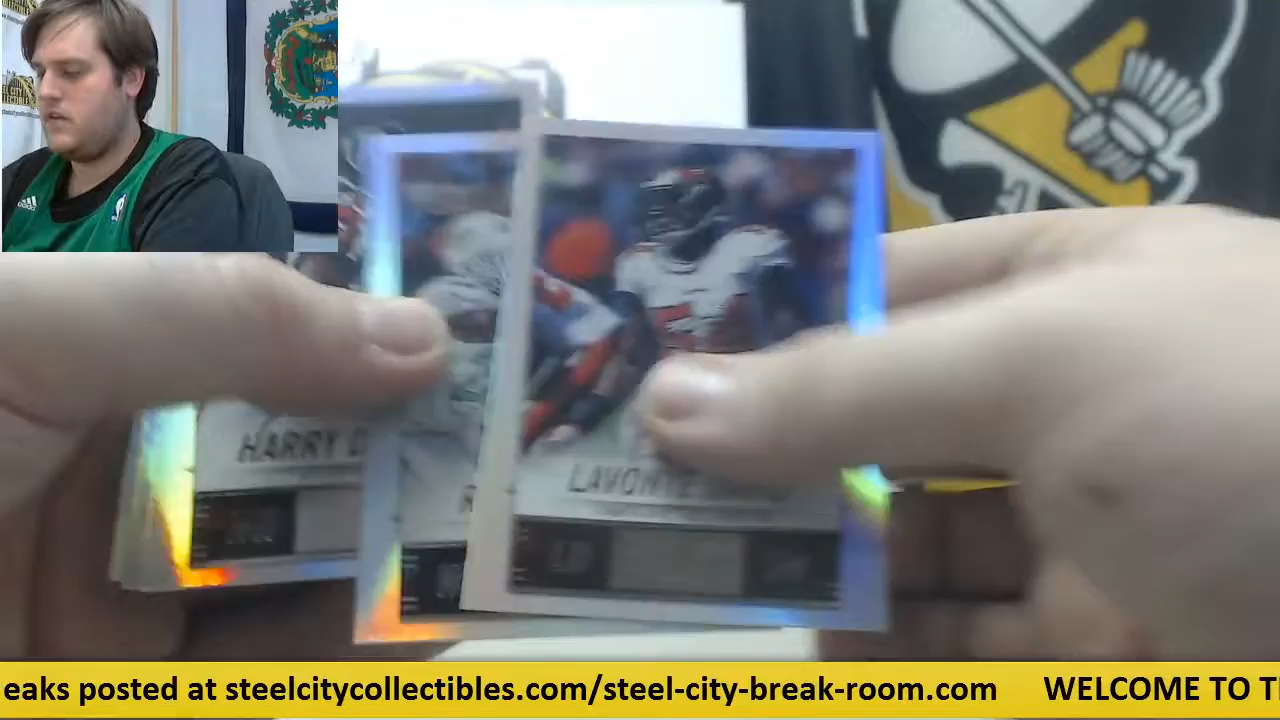 HARRY D
LAVONTE
eaks posted at steelcitycollectibles.com/steel-city-break-room.com WELCOME TO T